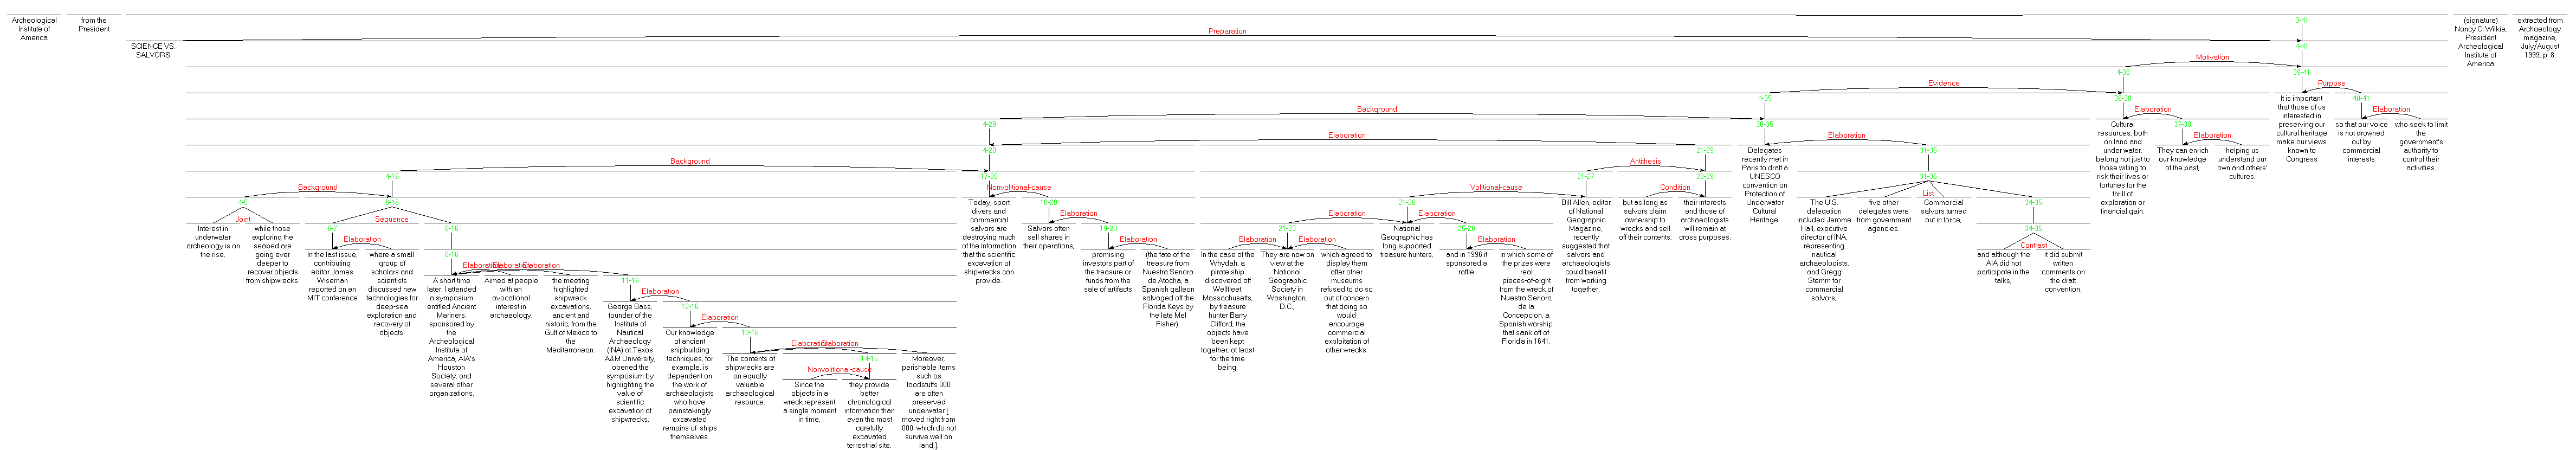 Archeological
Institute of
America
from the
President
3-41
(signature)
Nancy C. Wilkie,
President
Archeological
Institute of
America
extracted from
Archaeology
magazine,
July/August
1999, p. 8.
Preparation
SCIENCE VS.
SALVORS
4-41
Motivation
4-38
39-41
Evidence
Purpose
4-35
36-38
It is important
that those of us
interested in
preserving our
cultural heritage
make our views
known to
Congress
40-41
Background
Elaboration
Elaboration
4-29
30-35
Cultural
resources, both
on land and
under water,
belong not just to
those willing to
risk their lives or
fortunes for the
thrill of
exploration or
financial gain.
37-38
so that our voice
is not drowned
out by
commercial
interests
who seek to limit
the
government's
authority to
control their
activities.
Elaboration
Elaboration
Elaboration
4-20
21-29
Delegates
recently met in
Paris to draft a
UNESCO
convention on
Protection of
Underwater
Cultural
Heritage.
31-35
They can enrich
our knowledge
of the past,
helping us
understand our
own and others'
cultures.
Background
Antithesis
4-16
17-20
21-27
28-29
31-35
Background
Nonvolitional-cause
Volitional-cause
Condition
List
4-5
6-16
Today, sport
divers and
commercial
salvors are
destroying much
of the information
that the scientific
excavation of
shipwrecks can
provide.
18-20
21-26
Bill Allen, editor
of National
Geographic
Magazine,
recently
suggested that
salvors and
archaeologists
could benefit
from working
together,
but as long as
salvors claim
ownership to
wrecks and sell
off their contents,
their interests
and those of
archaeologists
will remain at
cross purposes.
The U.S.
delegation
included Jerome
Hall, executive
director of INA,
representing
nautical
archaeologists,
and Gregg
Stemm for
commercial
salvors;
five other
delegates were
from government
agencies.
Commercial
salvors turned
out in force,
34-35
Joint
Sequence
Elaboration
Elaboration
Elaboration
Interest in
underwater
archeology is on
the rise,
while those
exploring the
seabed are
going ever
deeper to
recover objects
from shipwrecks.
6-7
8-16
Salvors often
sell shares in
their operations,
19-20
21-23
National
Geographic has
long supported
treasure hunters,
25-26
34-35
Elaboration
Elaboration
Elaboration
Elaboration
Elaboration
Contrast
In the last issue,
contributing
editor James
Wiseman
reported on an
MIT conference
where a small
group of
scholars and
scientists
discussed new
technologies for
deep-sea
exploration and
recovery of
objects.
8-16
promising
investors part of
the treasure or
funds from the
sale of artifacts
(the fate of the
treasure from
Nuestra Senora
de Atocha, a
Spanish galleon
salvaged off the
Florida Keys by
the late Mel
Fisher).
In the case of the
Whydah, a
pirate ship
discovered off
Wellfleet,
Massachusetts,
by treasure
hunter Barry
Clifford, the
objects have
been kept
together, at least
for the time
being.
They are now on
view at the
National
Geographic
Society in
Washington,
D.C.,
which agreed to
display them
after other
museums
refused to do so
out of concern
that doing so
would
encourage
commercial
exploitation of
other wrecks.
and in 1996 it
sponsored a
raffle
in which some of
the prizes were
real
pieces-of-eight
from the wreck of
Nuestra Senora
de la
Concepcion, a
Spanish warship
that sank off of
Florida in 1641.
and although the
AIA did not
participate in the
talks,
it did submit
written
comments on
the draft
convention.
Elaboration
Elaboration
Elaboration
A short time
later, I attended
a symposium
entitled Ancient
Mariners,
sponsored by
the
Archeological
Institute of
America, AIA's
Houston
Society, and
several other
organizations.
Aimed at people
with an
avocational
interest in
archaeology,
the meeting
highlighted
shipwreck
excavations,
ancient and
historic, from the
Gulf of Mexico to
the
Mediterranean.
11-16
Elaboration
George Bass,
founder of the
Institute of
Nautical
Archaeology
(INA) at Texas
A&M University,
opened the
symposium by
highlighting the
value of
scientific
excavation of
shipwrecks.
12-16
Elaboration
Our knowledge
of ancient
shipbuilding
techniques, for
example, is
dependent on
the work of
archaeologists
who have
painstakingly
excavated
remains of ships
themselves.
13-16
Elaboration
Elaboration
The contents of
shipwrecks are
an equally
valuable
archaeological
resource.
14-15
Moreover,
perishable items
such as
foodstuffs 000
are often
preserved
underwater [
moved right from
000: which do not
survive well on
land,].
Nonvolitional-cause
Since the
objects in a
wreck represent
a single moment
in time,
they provide
better
chronological
information than
even the most
carefully
excavated
terrestrial site.